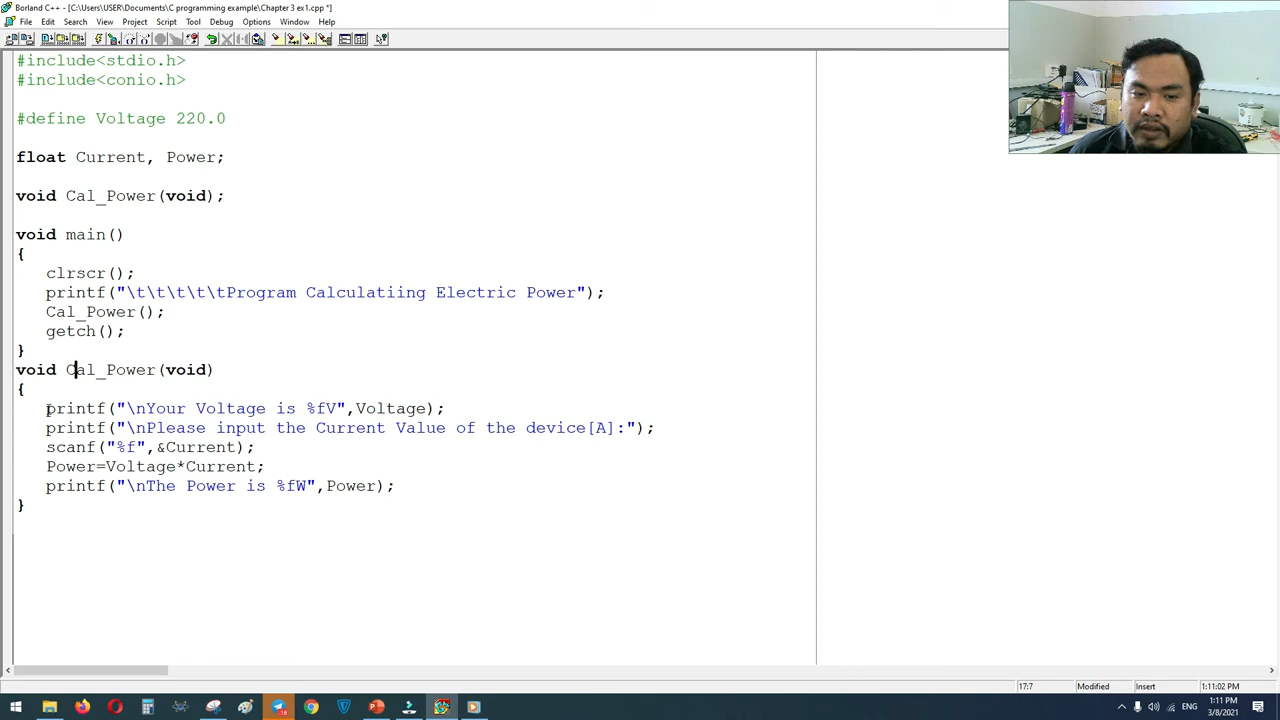 Borland C++ - [C:\Users\USER\Documents\C programming example\Chapter 3 ex1.cpp *]
File Edit Search View Project Script Tool Debug Options Window Help
#include<stdio.h>
#include<conio.h>
#define Voltage 220.0
float Current, Power;
void Cal_Power(void);
void main()
{
clrscr();
printf("\t\t\t\t\tProgram Calculatiing Electric Power");
Cal_Power();
getch();
}
void Cal_Power(void)
{
printf("\nYour Voltage is %fV",Voltage);
printf("\nPlease input the Current Value of the device[A]:");
scanf("%f",&Current);
Power=Voltage*Current;
printf("\nThe Power is %fW",Power);
}
17:7 Modified Insert 1:11:02 PM
ENG 1:11 PM
3/8/2021